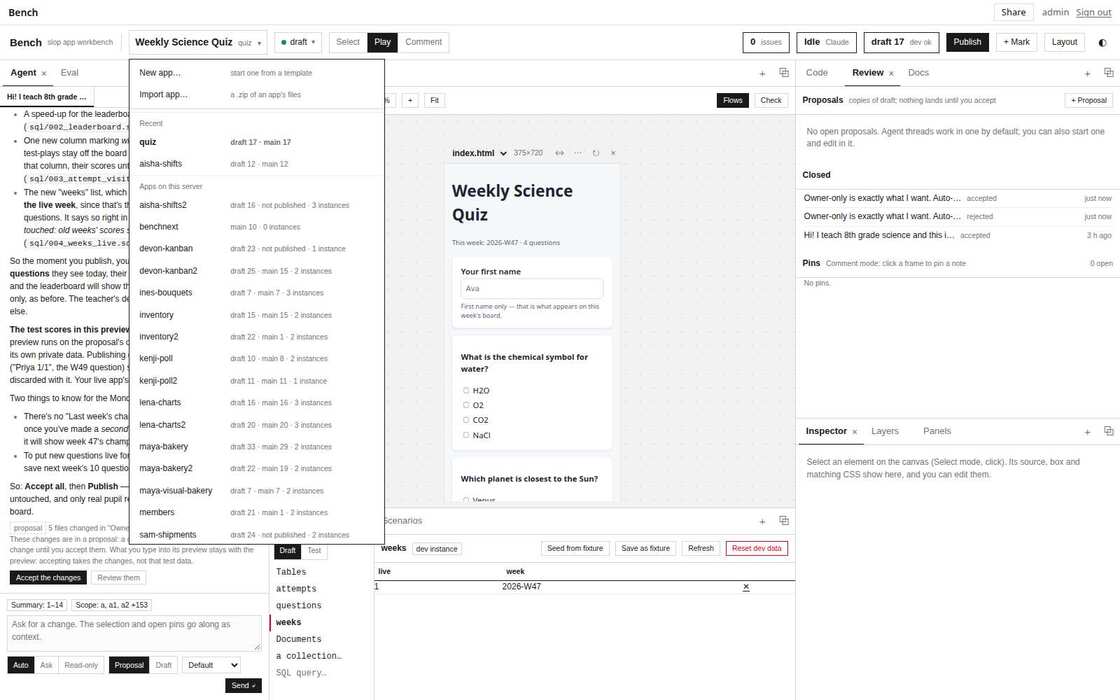 Bench
Share admin Sign out
Bench slop app workbench Weekly Science Quiz quiz ▾ draft ▾ Select Play Comment 0 issues Idle Claude draft 17 dev ok Publish + Mark Layout
Agent × Eval
Hi! I teach 8th grade …
A speed-up for the leaderbo
(sql/002_leaderboard.s
One new column marking w
test-plays stay off the board
that column, their scores unt
(sql/003_attempt_visit
The new "weeks" list, which
the live week, since that's th
questions. It says so right in
touched: old weeks' scores s
(sql/004_weeks_live.sq
So the moment you publish, you
questions they see today, their
and the leaderboard will show th
only, as before. The teacher's de
else.
The test scores in this preview
preview runs on the proposal's c
its own private data. Publishing
("Priya 1/1", the W49 question) s
discarded with it. Your live app's
Two things to know for the Mond
There's no "Last week's cha
once you've made a second
it will show week 47's champ
To put new questions live for
save next week's 10 questio
So: Accept all, then Publish —
untouched, and only real pupil re
board.
proposal 5 files changed in "Owne
These changes are in a proposal: a c
change until you accept them. What you type into its preview stays with the
preview: accepting takes the changes, not that test data.
Accept the changes Review them
Summary: 1–14 Scope: a, a1, a2 +153
Ask for a change. The selection and open pins go along as
context.
Auto Ask Read-only Proposal Draft Default
Send
New app… start one from a template
Import app… a .zip of an app's files
Recent
quiz draft 17 · main 17
aisha-shifts draft 12 · main 12
Apps on this server
aisha-shifts2 draft 16 · not published · 3 instances
benchnext main 10 · 0 instances
devon-kanban draft 23 · not published · 1 instance
devon-kanban2 draft 25 · main 15 · 2 instances
ines-bouquets draft 7 · main 7 · 3 instances
inventory draft 15 · main 15 · 2 instances
inventory2 draft 22 · main 1 · 2 instances
kenji-poll draft 10 · main 8 · 2 instances
kenji-poll2 draft 11 · main 11 · 1 instance
lena-charts draft 16 · main 16 · 3 instances
lena-charts2 draft 20 · main 20 · 3 instances
maya-bakery draft 33 · main 29 · 2 instances
maya-bakery2 draft 22 · main 19 · 2 instances
maya-visual-bakery draft 7 · main 7 · 2 instances
members draft 21 · main 1 · 2 instances
sam-shipments draft 24 · not published · 2 instances
% + Fit Flows Check
index.html 375×720 ×
Weekly Science
Quiz
This week: 2026-W47 · 4 questions
Your first name
Ava
First name only — that is what appears on this
week's board.
What is the chemical symbol for
water?
H2O
O2
CO2
NaCl
Which planet is closest to the Sun?
Venus
Scenarios
Draft Test
Tables
attempts
questions
weeks
Documents
a collection…
SQL query…
weeks dev instance Seed from fixture Save as fixture Refresh Reset dev data
live week
1 2026-W47 ✕
Code Review × Docs
Proposals copies of draft; nothing lands until you accept + Proposal
No open proposals. Agent threads work in one by default; you can also start one
and edit in it.
Closed
Owner-only is exactly what I want. Auto-… accepted just now
Owner-only is exactly what I want. Auto-… rejected just now
Hi! I teach 8th grade science and this i… accepted 3 h ago
Pins Comment mode: click a frame to pin a note 0 open
No pins.
Inspector × Layers Panels
Select an element on the canvas (Select mode, click). Its source, box and
matching CSS show here, and you can edit them.